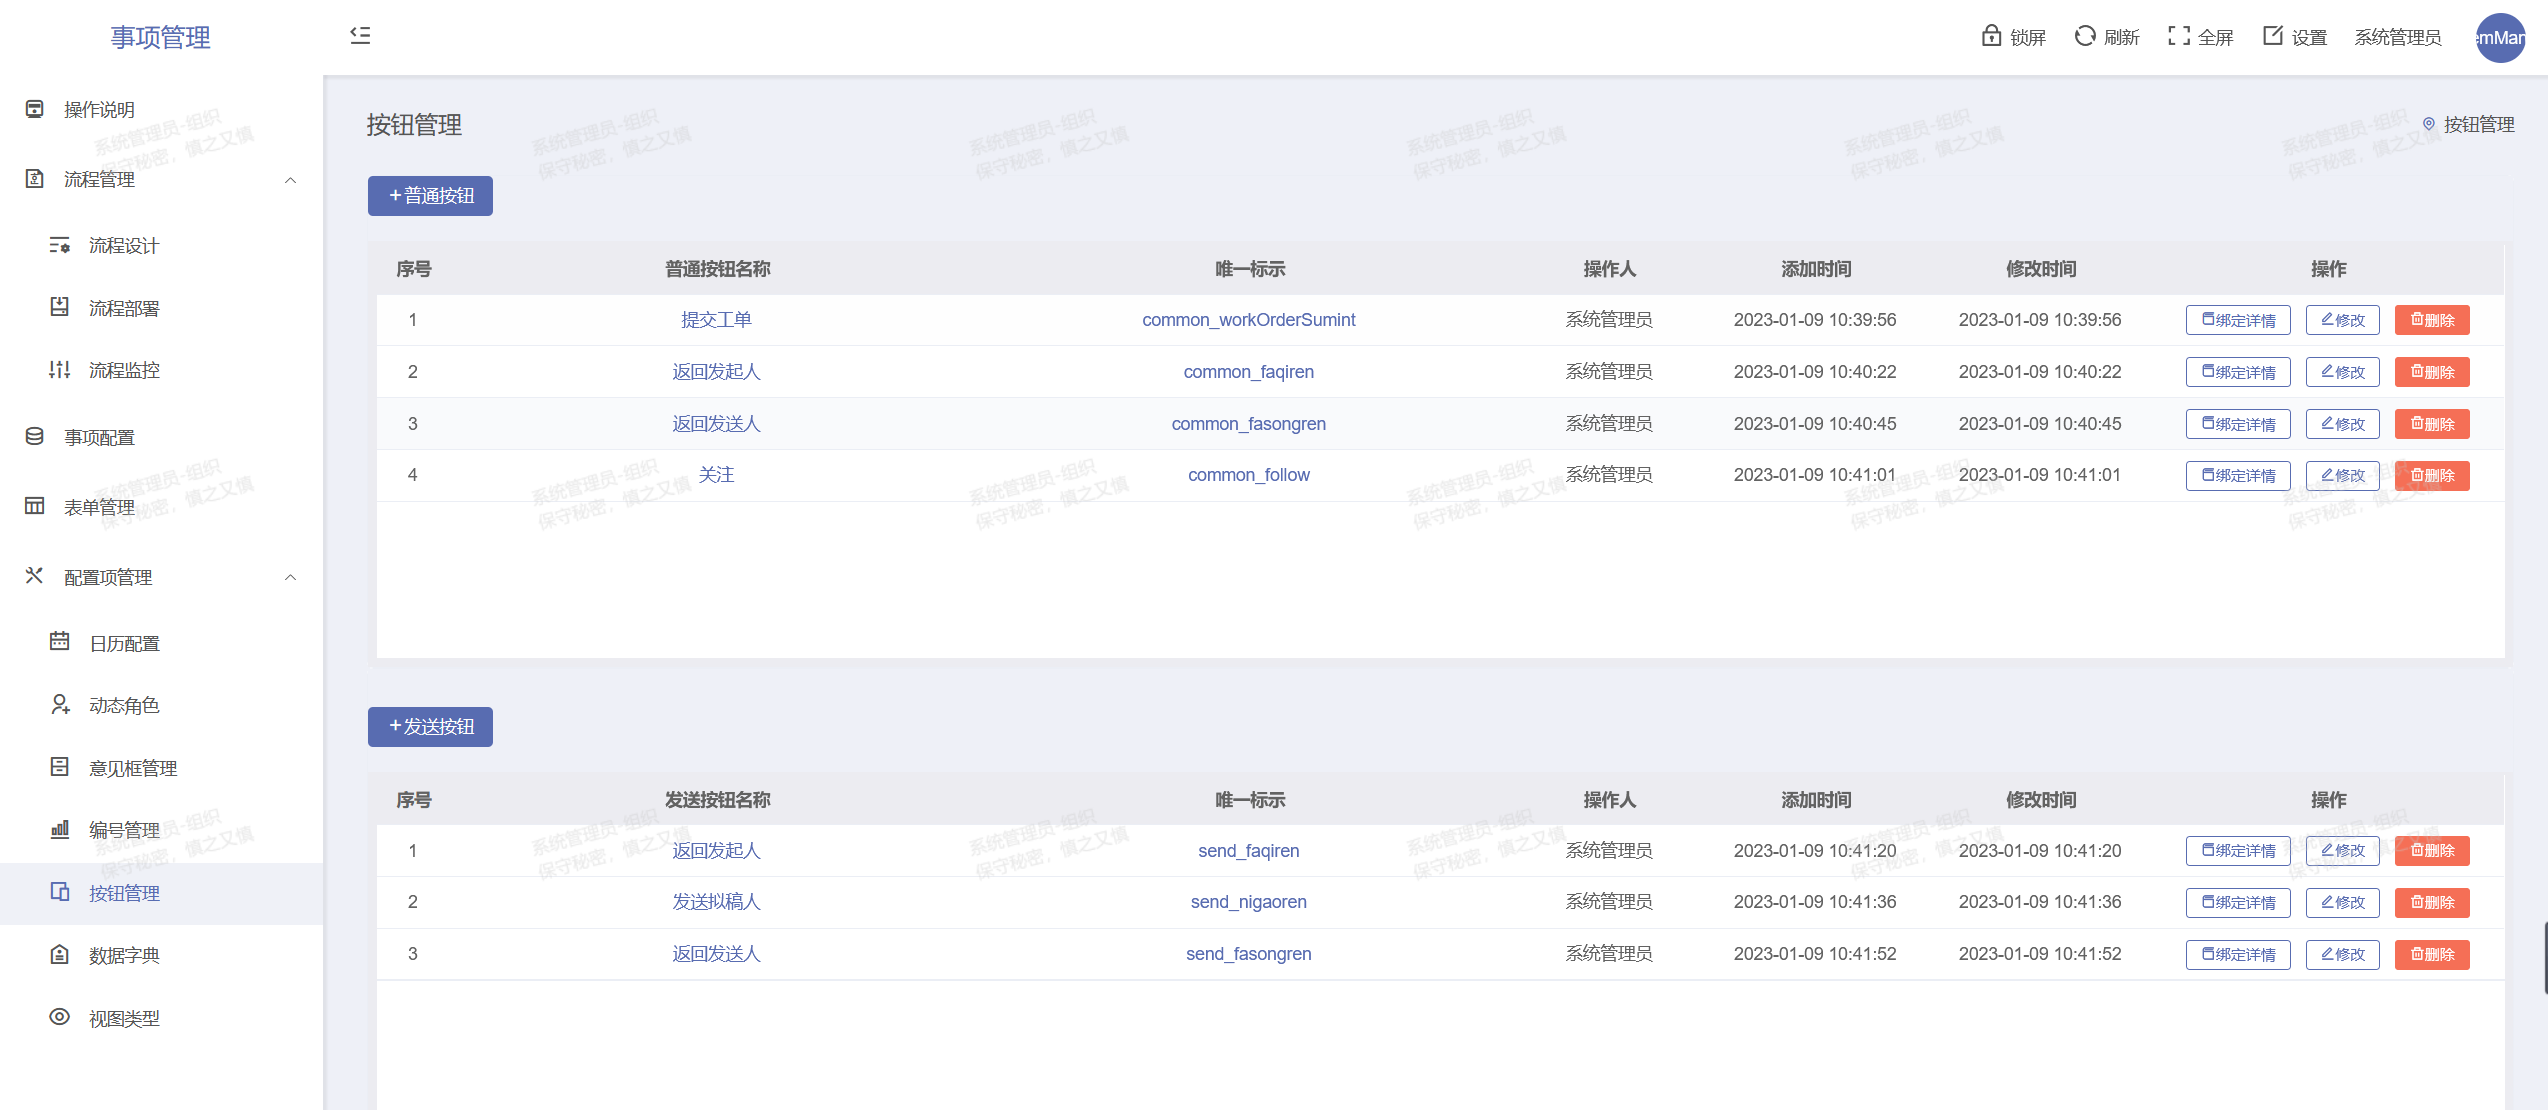 事项管理
锁屏 刷新 全屏 设置 系统管理员 emMan
操作说明
流程管理
流程设计
流程部署
流程监控
事项配置
表单管理
配置项管理
日历配置
动态角色
意见框管理
编号管理
按钮管理
数据字典
视图类型
按钮管理
按钮管理
+普通按钮
序号 普通按钮名称 唯一标示 操作人 添加时间 修改时间 操作
1 提交工单 common_workOrderSumint 系统管理员 2023-01-09 10:39:56 2023-01-09 10:39:56 绑定详情 修改 删除
2 返回发起人 common_faqiren 系统管理员 2023-01-09 10:40:22 2023-01-09 10:40:22 绑定详情 修改 删除
3 返回发送人 common_fasongren 系统管理员 2023-01-09 10:40:45 2023-01-09 10:40:45 绑定详情 修改 删除
4 关注 common_follow 系统管理员 2023-01-09 10:41:01 2023-01-09 10:41:01 绑定详情 修改 删除
+发送按钮
序号 发送按钮名称 唯一标示 操作人 添加时间 修改时间 操作
1 返回发起人 send_faqiren 系统管理员 2023-01-09 10:41:20 2023-01-09 10:41:20 绑定详情 修改 删除
2 发送拟稿人 send_nigaoren 系统管理员 2023-01-09 10:41:36 2023-01-09 10:41:36 绑定详情 修改 删除
3 返回发送人 send_fasongren 系统管理员 2023-01-09 10:41:52 2023-01-09 10:41:52 绑定详情 修改 删除
系统管理员-组织
保守秘密，慎之又慎